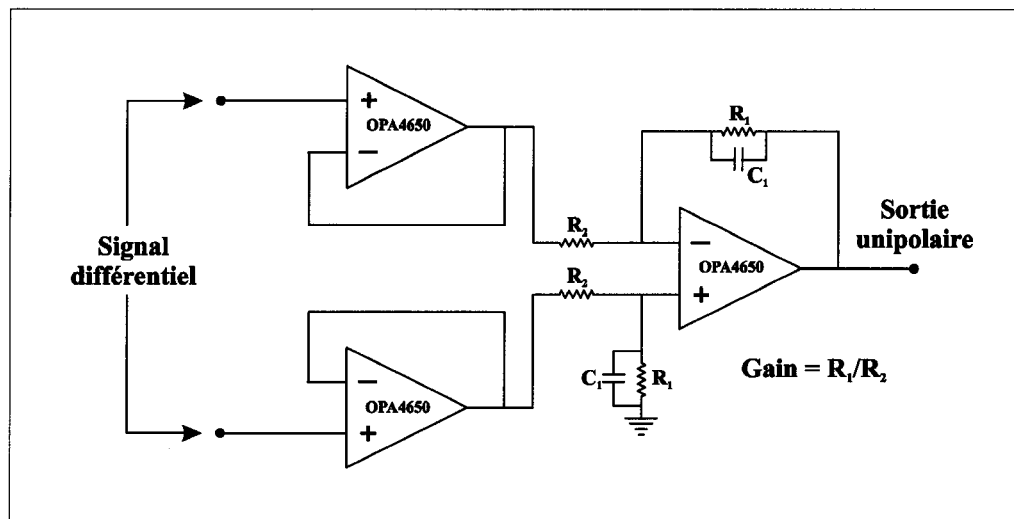 +
OPA4650
−
R₁
C₁
Signal
différentiel
R₂
−
OPA4650
+
Sortie
unipolaire
R₂
−
OPA4650
+
C₁
R₁
Gain = R₁/R₂